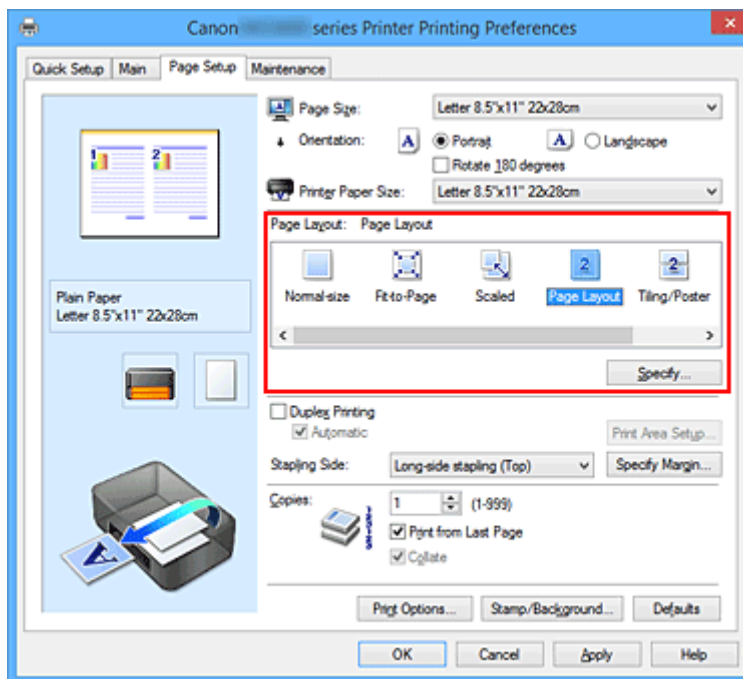 Canon series Printer Printing Preferences
Quick Setup Main Page Setup Maintenance
1 2
Plain Paper
Letter 8.5"x11" 22x28cm
Page Size: Letter 8.5"x11" 22x28cm
Orientation: A Portrait A Landscape
Rotate 180 degrees
Printer Paper Size: Letter 8.5"x11" 22x28cm
Page Layout: Page Layout
2 2
Normal-size Fit-to-Page Scaled Page Layout Tiling/Poster
Specify...
Duplex Printing
Automatic Print Area Setup...
Stapling Side: Long-side stapling (Top) Specify Margin...
Copies: 1 (1-999)
Print from Last Page
Collate
A
Print Options... Stamp/Background... Defaults
OK Cancel Apply Help